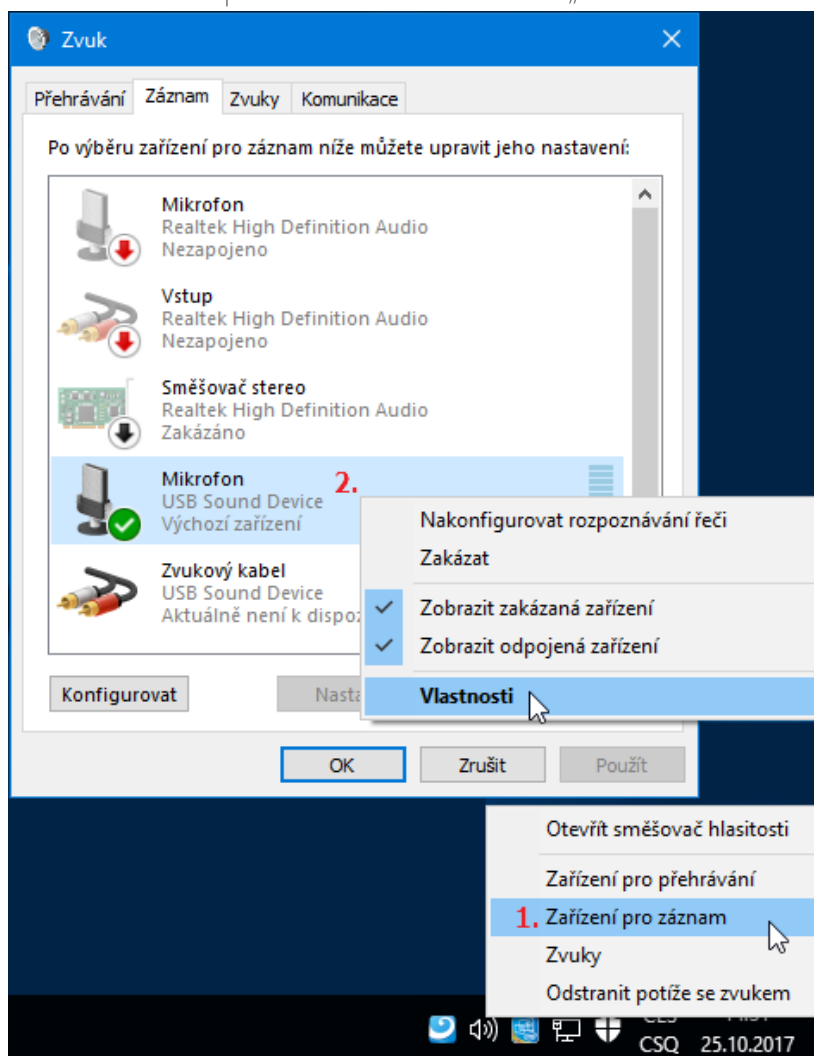 Zvuk
Přehrávání Záznam Zvuky Komunikace
Po výběru zařízení pro záznam níže můžete upravit jeho nastavení:
Mikrofon
Realtek High Definition Audio
Nezapojeno
Vstup
Realtek High Definition Audio
Nezapojeno
Směšovač stereo
Realtek High Definition Audio
Zakázáno
Mikrofon
USB Sound Device
Výchozí zařízení
2.
Zvukový kabel
USB Sound Device
Aktuálně není k
Nakonfigurovat rozpoznávání řeči
Zakázat
Zobrazit zakázaná zařízení
Zobrazit odpojená zařízení
Vlastnosti
Konfigurovat
OK Zrušit Použít
Otevřít směšovač hlasitosti
Zařízení pro přehrávání
1. Zařízení pro záznam
Zvuky
Odstranit potíže se zvukem
CSQ 25.10.2017